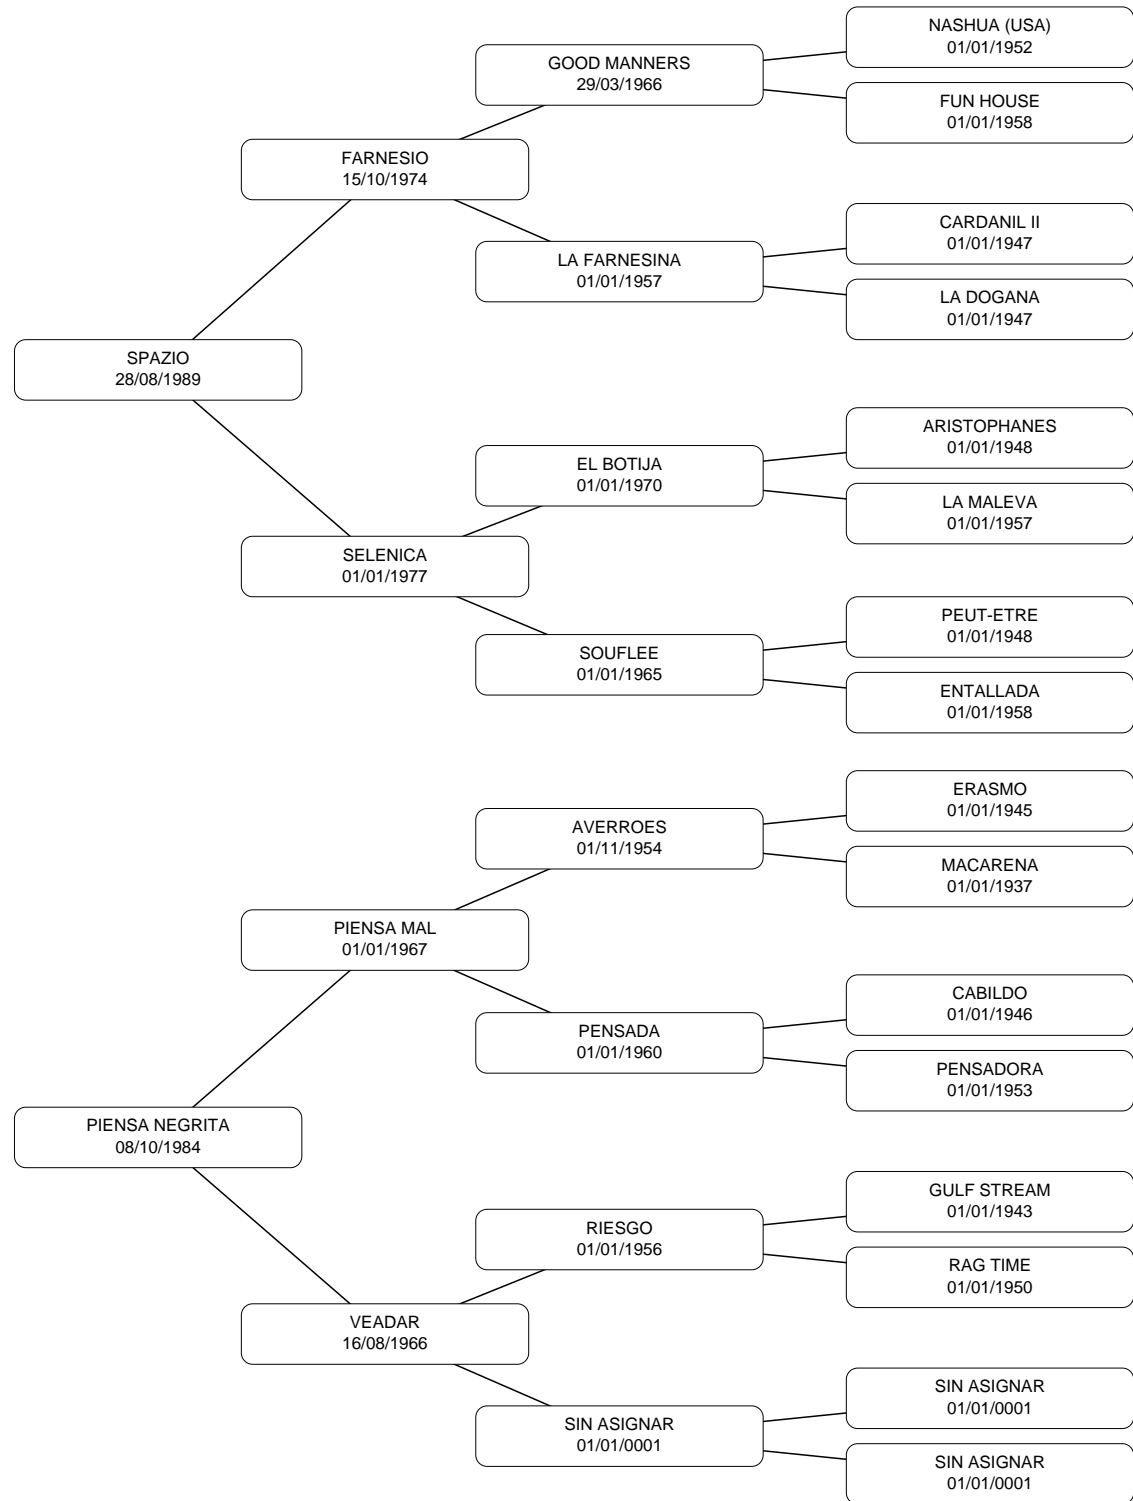 NASHUA (USA)
01/01/1952
GOOD MANNERS
29/03/1966
FUN HOUSE
01/01/1958
FARNESIO
15/10/1974
CARDANIL II
01/01/1947
LA FARNESINA
01/01/1957
LA DOGANA
01/01/1947
SPAZIO
28/08/1989
ARISTOPHANES
01/01/1948
EL BOTIJA
01/01/1970
LA MALEVA
01/01/1957
SELENICA
01/01/1977
PEUT-ETRE
01/01/1948
SOUFLEE
01/01/1965
ENTALLADA
01/01/1958
ERASMO
01/01/1945
AVERROES
01/11/1954
MACARENA
01/01/1937
PIENSA MAL
01/01/1967
CABILDO
01/01/1946
PENSADA
01/01/1960
PENSADORA
01/01/1953
PIENSA NEGRITA
08/10/1984
GULF STREAM
01/01/1943
RIESGO
01/01/1956
RAG TIME
01/01/1950
VEADAR
16/08/1966
SIN ASIGNAR
01/01/0001
SIN ASIGNAR
01/01/0001
SIN ASIGNAR
01/01/0001